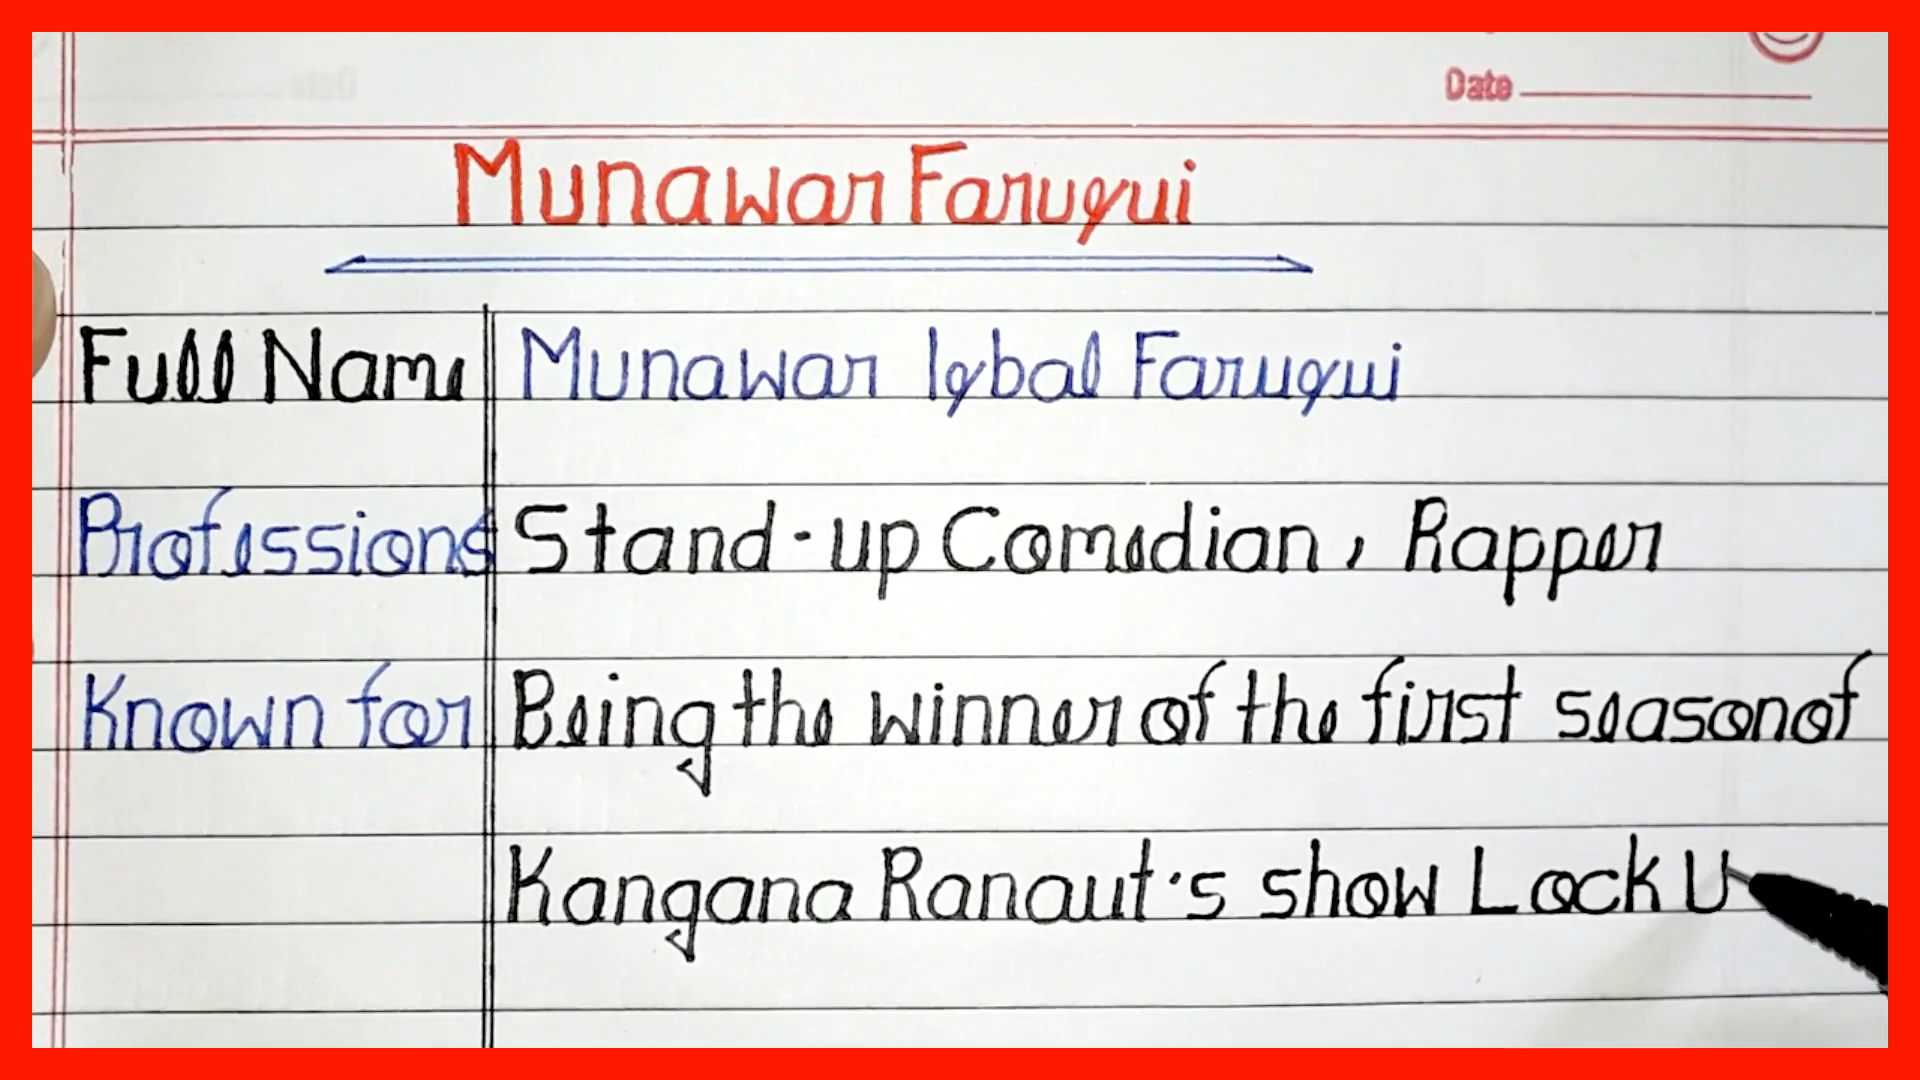 Date
Munawar Faruqui
Full Name Munawar Iqbal Faruqui
Professions Stand-up Comedian, Rapper
Known for Being the winner of the first season of
Kangana Ranaut's show Lock U